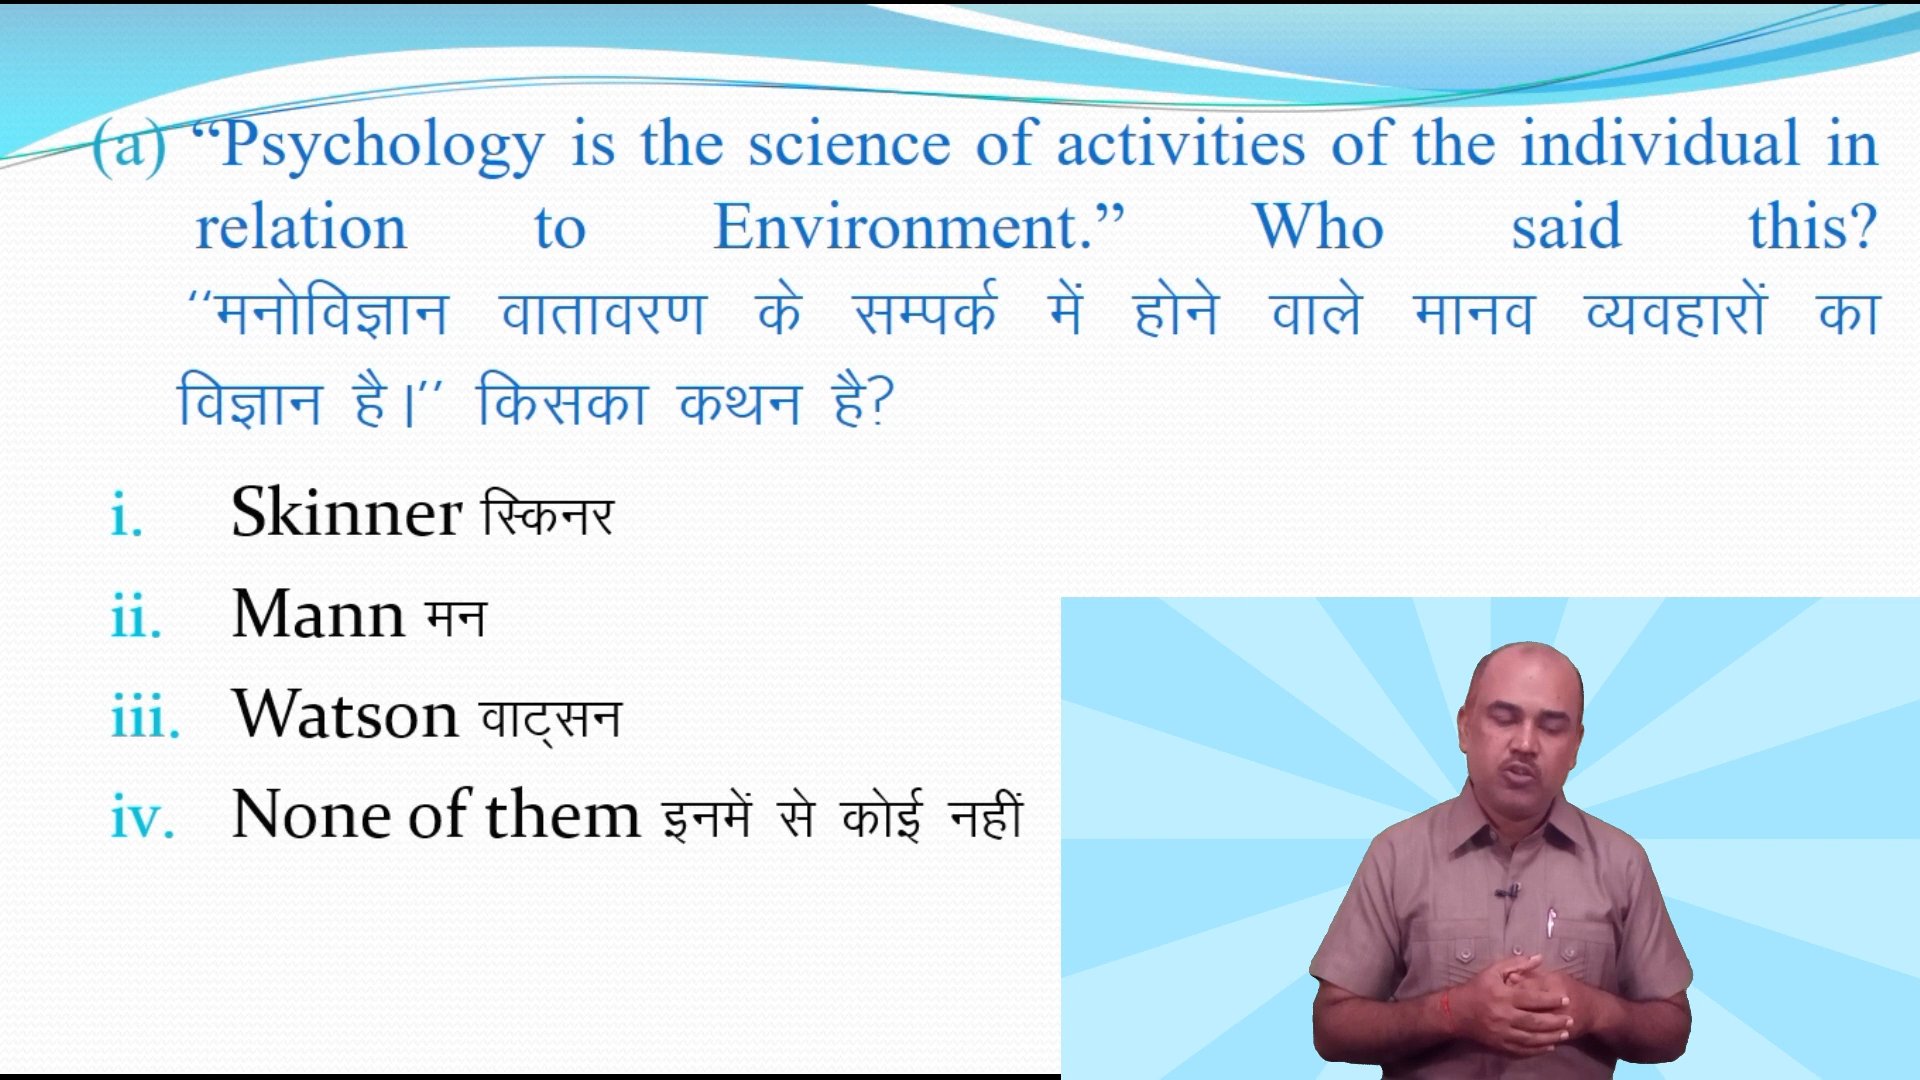 (a) “Psychology is the science of activities of the individual in
relation to Environment.” Who said this?
‘‘मनोविज्ञान वातावरण के सम्पर्क में होने वाले मानव व्यवहारों का
विज्ञान है।’’ किसका कथन है?
i. Skinner स्किनर
ii. Mann मन
iii. Watson वाट्सन
iv. None of them इनमें से कोई नहीं